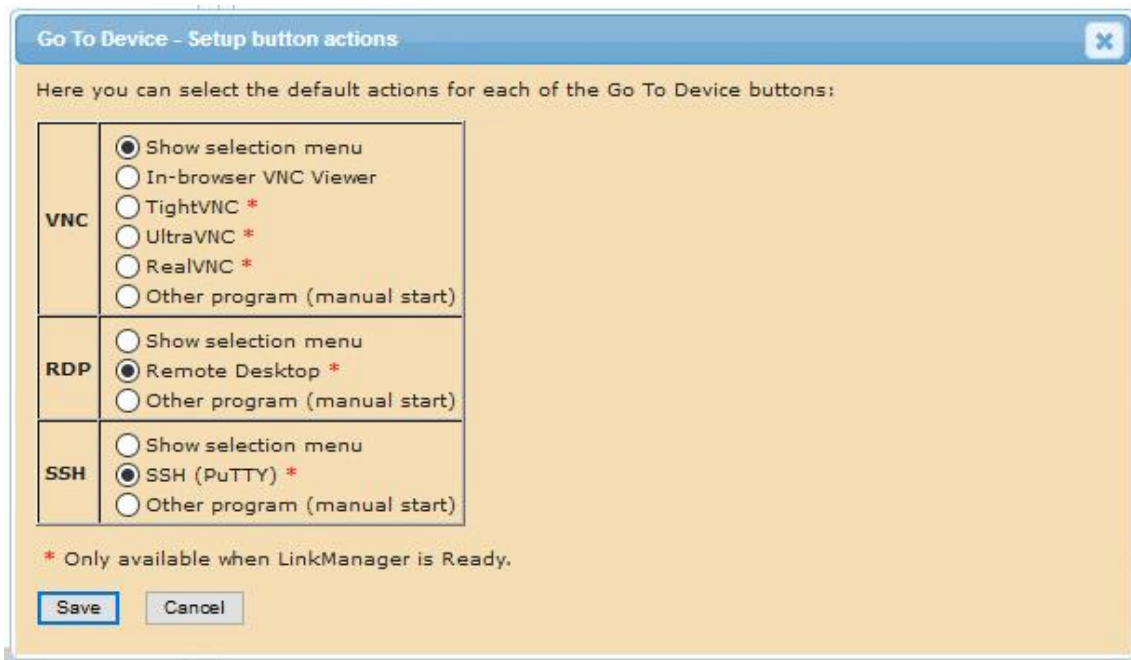 Go To Device - Setup button actions
Here you can select the default actions for each of the Go To Device buttons:
VNC
Show selection menu
In-browser VNC Viewer
TightVNC *
UltraVNC *
RealVNC *
Other program (manual start)
RDP
Show selection menu
Remote Desktop *
Other program (manual start)
SSH
Show selection menu
SSH (PuTTY) *
Other program (manual start)
* Only available when LinkManager is Ready.
Save
Cancel